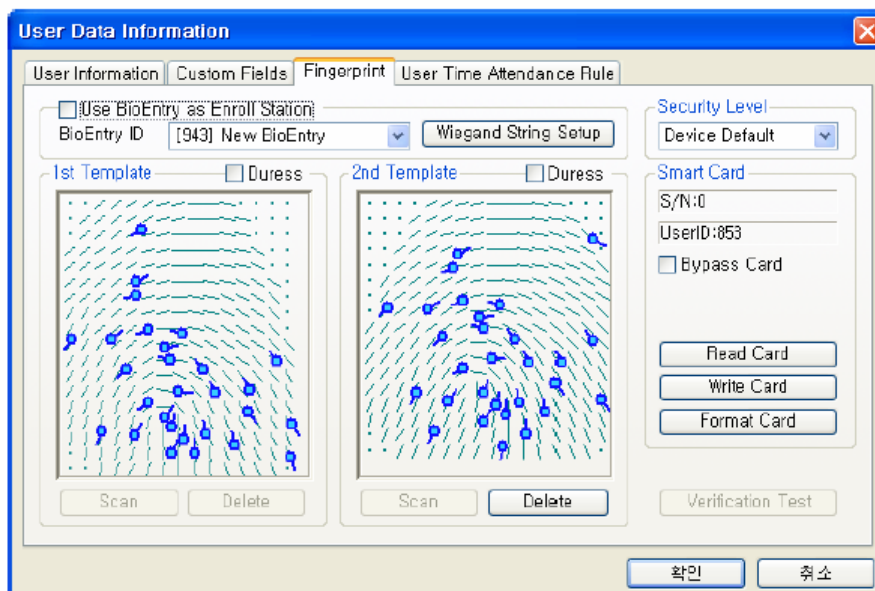 User Data Information
User Information Custom Fields Fingerprint User Time Attendance Rule
Use BioEntry as Enroll Station
BioEntry ID [943] New BioEntry Wiegand String Setup
Security Level
Device Default
1st Template Duress
2nd Template Duress
Smart Card
S/N:0
UserID:853
Bypass Card
Read Card
Write Card
Format Card
Scan Delete
Scan Delete
Verification Test
확인 취소